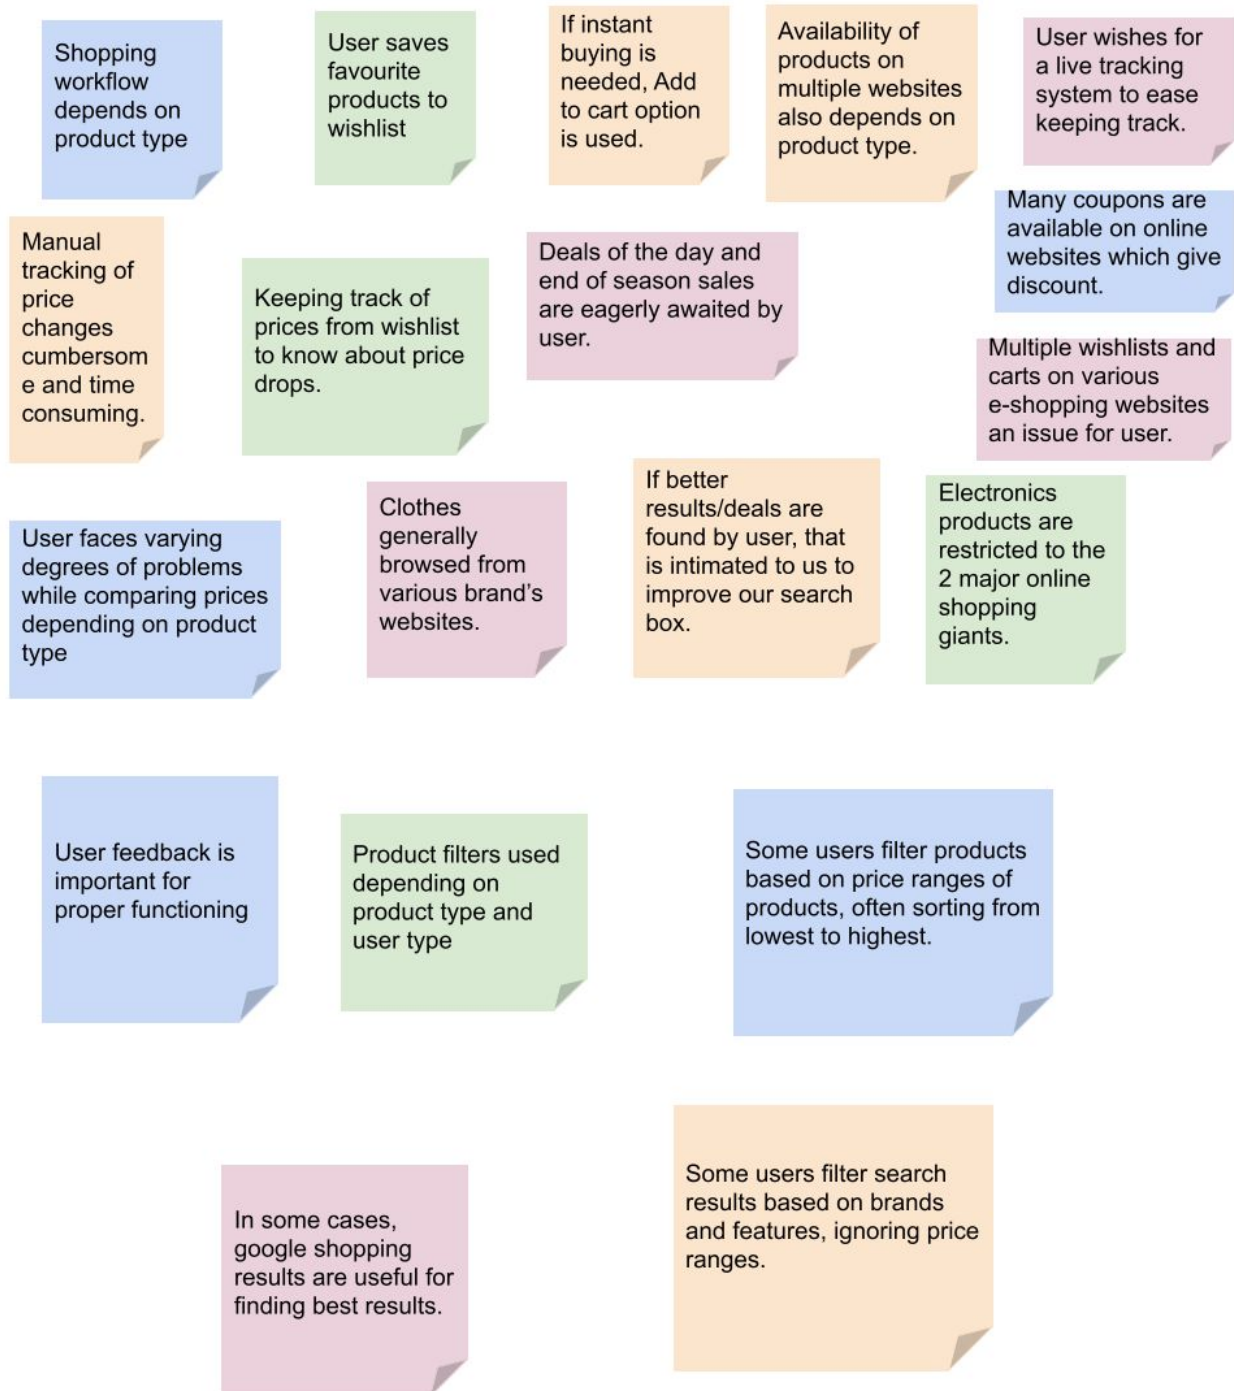 Shopping
workflow
depends on
product type
User saves
favourite
products to
wishlist
If instant
buying is
needed, Add
to cart option
is used.
Availability of
products on
multiple websites
also depends on
product type.
User wishes for
a live tracking
system to ease
keeping track.
Many coupons are
available on online
websites which give
discount.
Manual
tracking of
price
changes
cumbersom
e and time
consuming.
Keeping track of
prices from wishlist
to know about price
drops.
Deals of the day and
end of season sales
are eagerly awaited by
user.
Multiple wishlists and
carts on various
e-shopping websites
an issue for user.
User faces varying
degrees of problems
while comparing prices
depending on product
type
Clothes
generally
browsed from
various brand's
websites.
If better
results/deals are
found by user, that
is intimated to us to
improve our search
box.
Electronics
products are
restricted to the
2 major online
shopping
giants.
User feedback is
important for
proper functioning
Product filters used
depending on
product type and
user type
Some users filter products
based on price ranges of
products, often sorting from
lowest to highest.
In some cases,
google shopping
results are useful for
finding best results.
Some users filter search
results based on brands
and features, ignoring price
ranges.